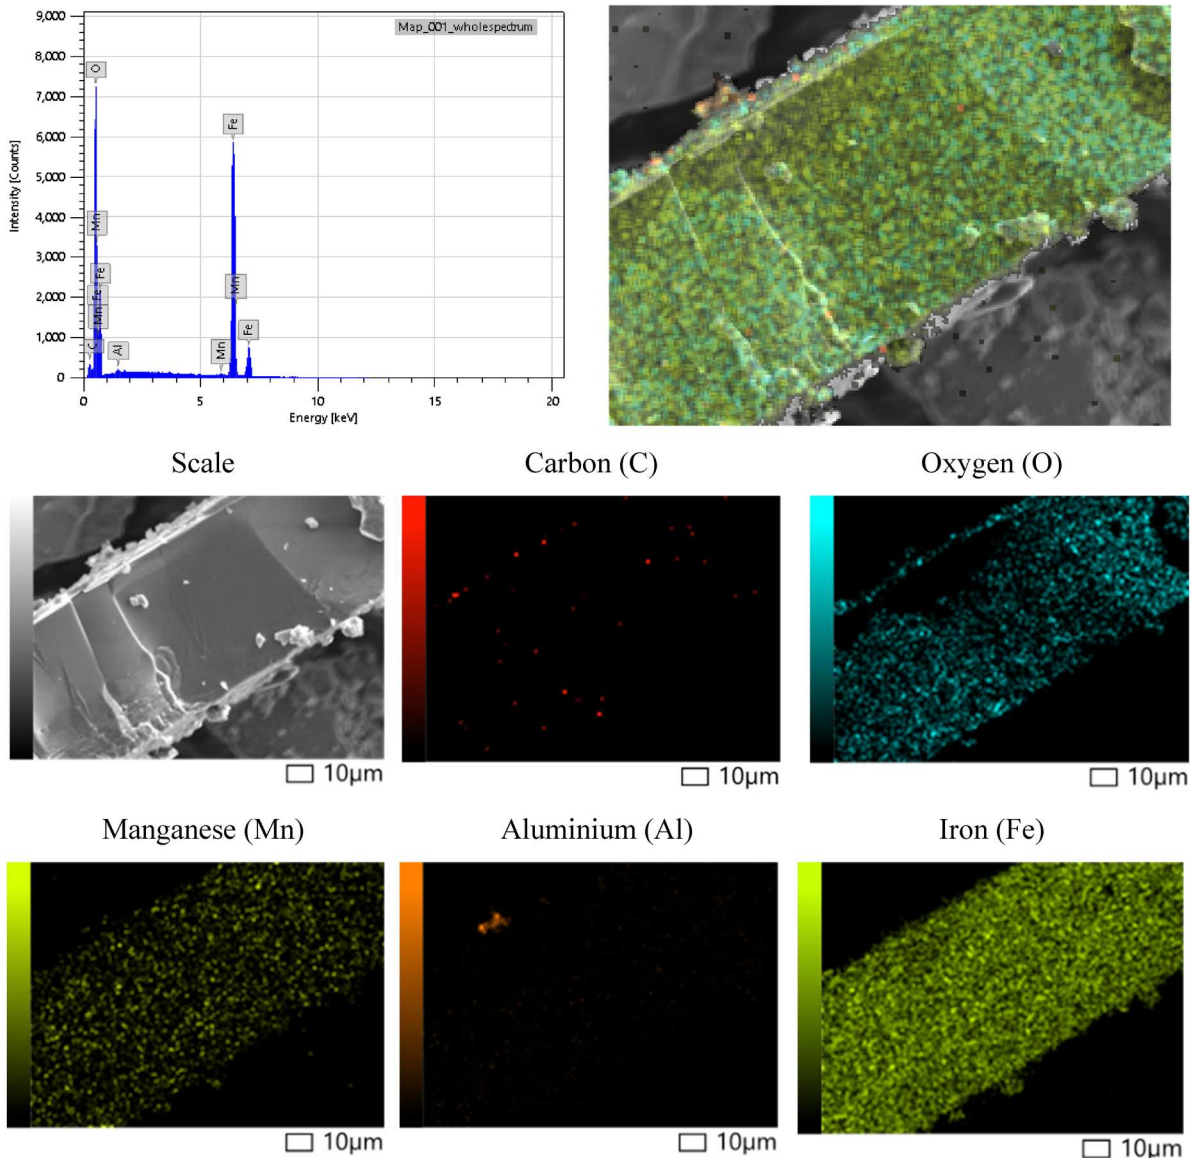 Map_001_wholespectrum
9,000
8,000
7,000
6,000
5,000
4,000
3,000
2,000
1,000
0
Intensity [Counts]
O
Mn
Fe
Fe
Mn
C
Al
Mn
Fe
Mn
Fe
0 5 10 15 20
Energy [keV]
Scale Carbon (C) Oxygen (O)
10µm 10µm 10µm
Manganese (Mn) Aluminium (Al) Iron (Fe)
10µm 10µm 10µm